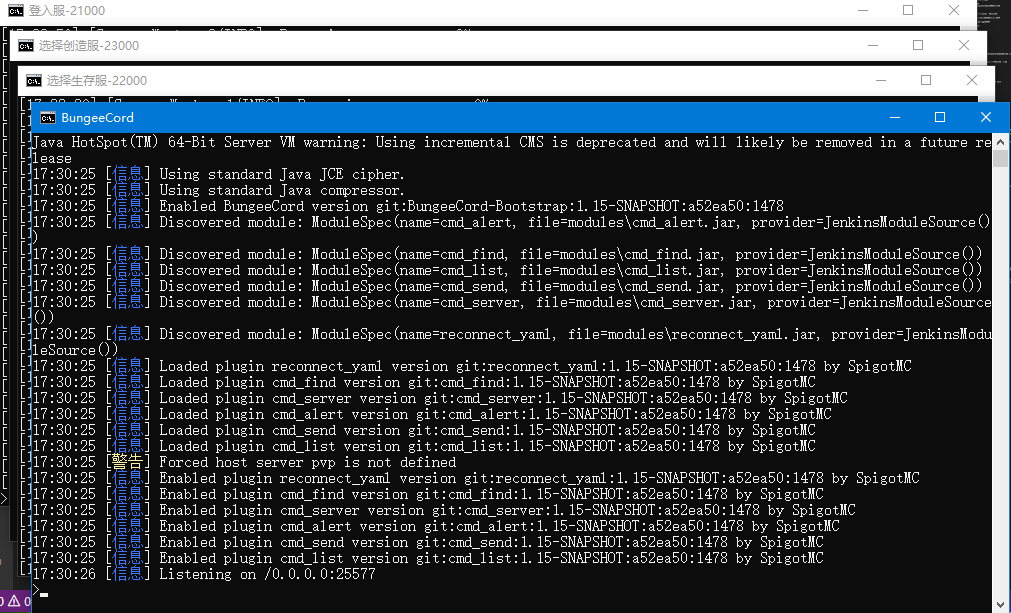 登入服-21000
选择创造服-23000
选择生存服-22000
BungeeCord
Java HotSpot(TM) 64-Bit Server VM warning: Using incremental CMS is deprecated and will likely be removed in a future re
lease
17:30:25 [信息] Using standard Java JCE cipher.
17:30:25 [信息] Using standard Java compressor.
17:30:25 [信息] Enabled BungeeCord version git:BungeeCord-Bootstrap:1.15-SNAPSHOT:a52ea50:1478
17:30:25 [信息] Discovered module: ModuleSpec(name=cmd_alert, file=modules\cmd_alert.jar, provider=JenkinsModuleSource()
)
17:30:25 [信息] Discovered module: ModuleSpec(name=cmd_find, file=modules\cmd_find.jar, provider=JenkinsModuleSource())
17:30:25 [信息] Discovered module: ModuleSpec(name=cmd_list, file=modules\cmd_list.jar, provider=JenkinsModuleSource())
17:30:25 [信息] Discovered module: ModuleSpec(name=cmd_send, file=modules\cmd_send.jar, provider=JenkinsModuleSource())
17:30:25 [信息] Discovered module: ModuleSpec(name=cmd_server, file=modules\cmd_server.jar, provider=JenkinsModuleSource
())
17:30:25 [信息] Discovered module: ModuleSpec(name=reconnect_yaml, file=modules\reconnect_yaml.jar, provider=JenkinsModu
leSource())
17:30:25 [信息] Loaded plugin reconnect_yaml version git:reconnect_yaml:1.15-SNAPSHOT:a52ea50:1478 by SpigotMC
17:30:25 [信息] Loaded plugin cmd_find version git:cmd_find:1.15-SNAPSHOT:a52ea50:1478 by SpigotMC
17:30:25 [信息] Loaded plugin cmd_server version git:cmd_server:1.15-SNAPSHOT:a52ea50:1478 by SpigotMC
17:30:25 [信息] Loaded plugin cmd_alert version git:cmd_alert:1.15-SNAPSHOT:a52ea50:1478 by SpigotMC
17:30:25 [信息] Loaded plugin cmd_send version git:cmd_send:1.15-SNAPSHOT:a52ea50:1478 by SpigotMC
17:30:25 [信息] Loaded plugin cmd_list version git:cmd_list:1.15-SNAPSHOT:a52ea50:1478 by SpigotMC
17:30:25 [警告] Forced host server pvp is not defined
17:30:25 [信息] Enabled plugin reconnect_yaml version git:reconnect_yaml:1.15-SNAPSHOT:a52ea50:1478 by SpigotMC
17:30:25 [信息] Enabled plugin cmd_find version git:cmd_find:1.15-SNAPSHOT:a52ea50:1478 by SpigotMC
17:30:25 [信息] Enabled plugin cmd_server version git:cmd_server:1.15-SNAPSHOT:a52ea50:1478 by SpigotMC
17:30:25 [信息] Enabled plugin cmd_alert version git:cmd_alert:1.15-SNAPSHOT:a52ea50:1478 by SpigotMC
17:30:25 [信息] Enabled plugin cmd_send version git:cmd_send:1.15-SNAPSHOT:a52ea50:1478 by SpigotMC
17:30:25 [信息] Enabled plugin cmd_list version git:cmd_list:1.15-SNAPSHOT:a52ea50:1478 by SpigotMC
17:30:26 [信息] Listening on /0.0.0.0:25577
>